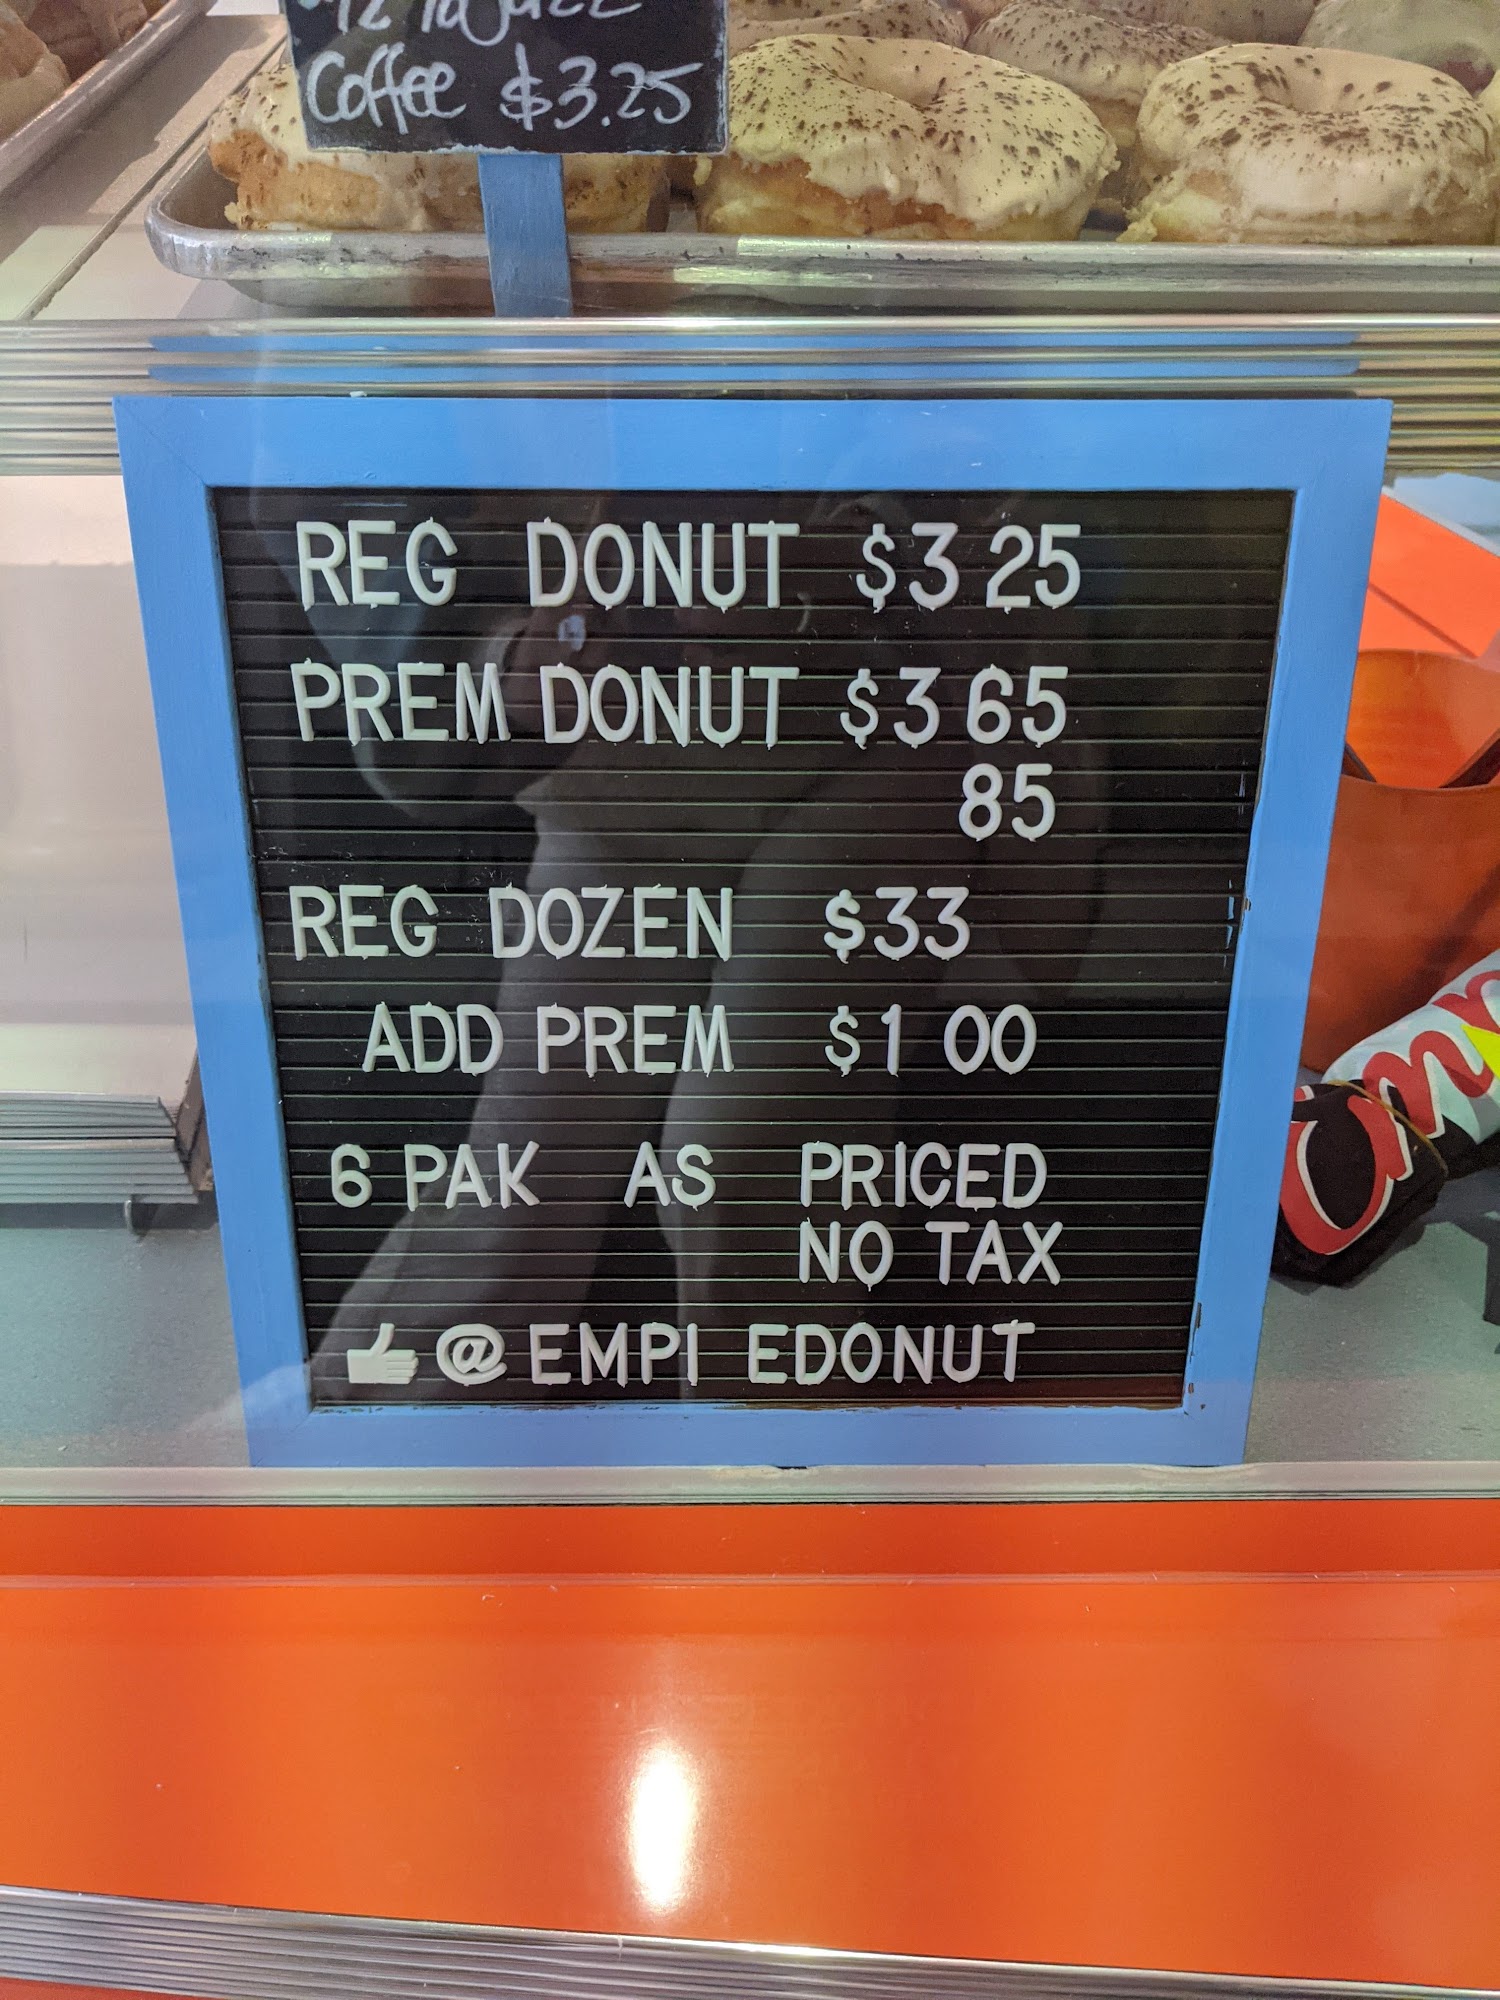 Coffee $3.25
REG DONUT $3 25
PREM DONUT $3 65
85
REG DOZEN $33
ADD PREM $1 00
6 PAK AS PRICED
NO TAX
👍 @ EMPI EDONUT